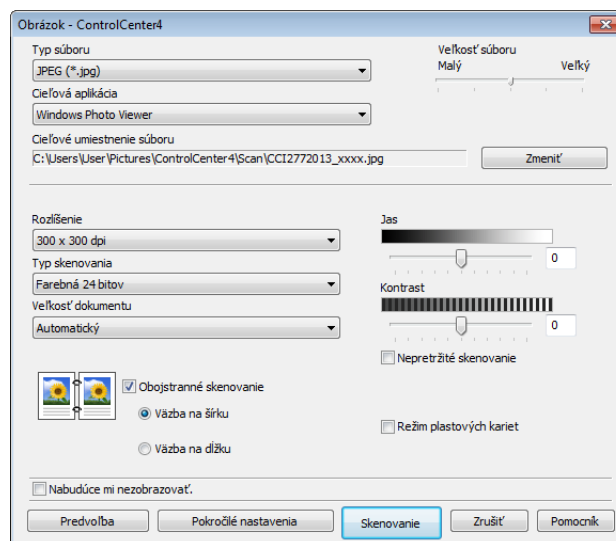 Obrázok - ControlCenter4
Typ súboru
JPEG (*.jpg)
Veľkosť súboru
Malý Veľký
Cieľová aplikácia
Windows Photo Viewer
Cieľové umiestnenie súboru
C:\Users\User\Pictures\ControlCenter4\Scan\CCI2772013_xxxx.jpg
Zmeniť
Rozlíšenie
300 x 300 dpi
Typ skenovania
Farebná 24 bitov
Veľkosť dokumentu
Automatický
Jas
0
Kontrast
0
Nepretržité skenovanie
Obojstranné skenovanie
Väzba na šírku
Väzba na dĺžku
Režim plastových kariet
Nabudúce mi nezobrazovať.
Predvoľba Pokročilé nastavenia Skenovanie Zrušiť Pomocník